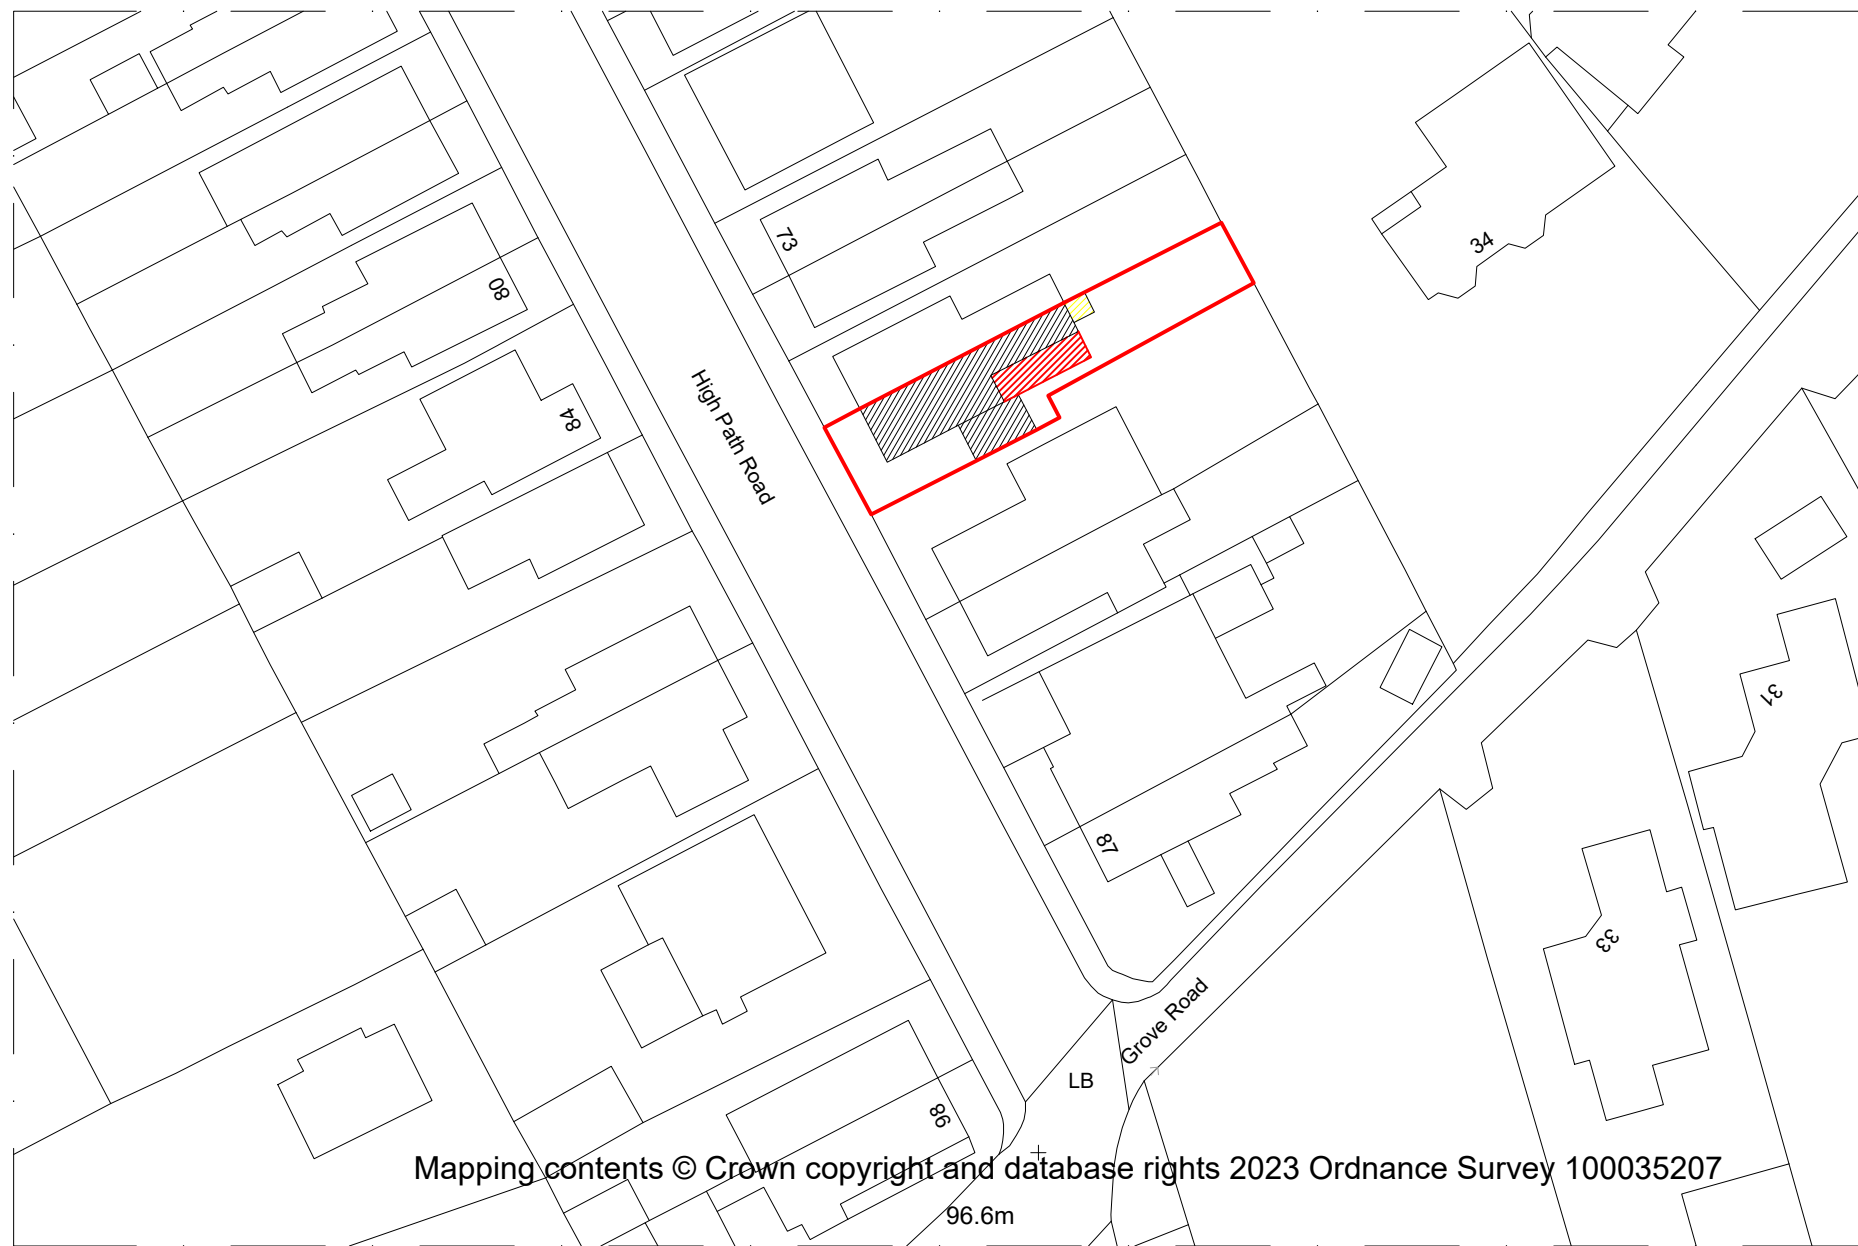 34
73
80
84
High Path Road
31
87
33
Grove Road
LB
98
Mapping contents © Crown copyright and database rights 2023 Ordnance Survey 100035207
96.6m